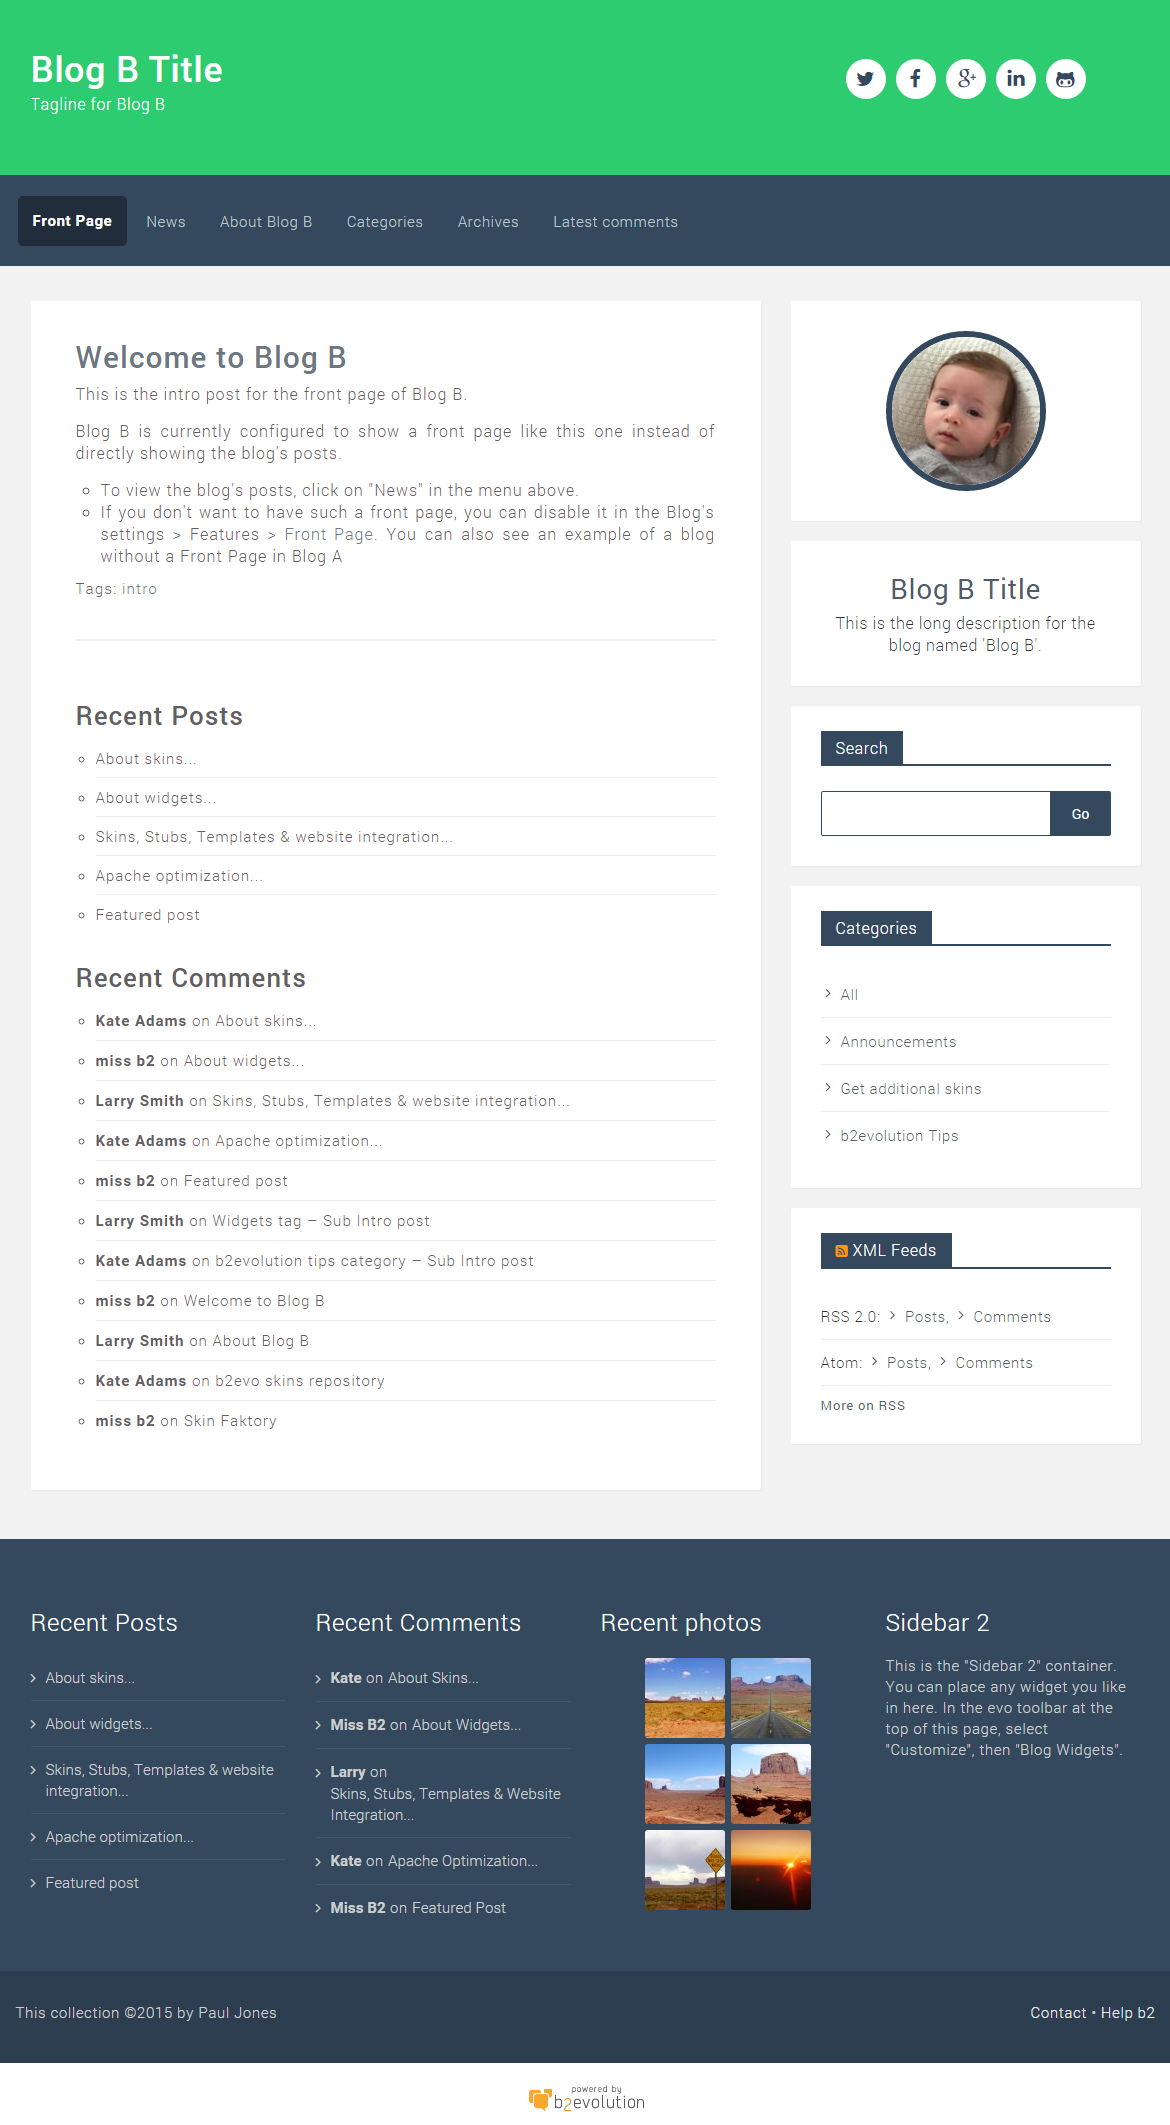 Blog B Title
Tagline for Blog B
Front Page
News
About Blog B
Categories
Archives
Latest comments
Welcome to Blog B
This is the intro post for the front page of Blog B.
Blog B is currently configured to show a front page like this one instead of
directly showing the blog's posts.
To view the blog's posts, click on "News" in the menu above.
If you don't want to have such a front page, you can disable it in the Blog's
settings > Features > Front Page. You can also see an example of a blog
without a Front Page in Blog A
Tags: intro
Recent Posts
About skins...
About widgets...
Skins, Stubs, Templates & website integration...
Apache optimization...
Featured post
Recent Comments
Kate Adams on About skins...
miss b2 on About widgets...
Larry Smith on Skins, Stubs, Templates & website integration...
Kate Adams on Apache optimization...
miss b2 on Featured post
Larry Smith on Widgets tag – Sub Intro post
Kate Adams on b2evolution tips category – Sub Intro post
miss b2 on Welcome to Blog B
Larry Smith on About Blog B
Kate Adams on b2evo skins repository
miss b2 on Skin Faktory
Blog B Title
This is the long description for the
blog named 'Blog B'.
Search
Go
Categories
All
Announcements
Get additional skins
b2evolution Tips
XML Feeds
RSS 2.0: Posts, Comments
Atom: Posts, Comments
More on RSS
Recent Posts
About skins...
About widgets...
Skins, Stubs, Templates & website
integration...
Apache optimization...
Featured post
Recent Comments
Kate on About Skins...
Miss B2 on About Widgets...
Larry on
Skins, Stubs, Templates & Website
Integration...
Kate on Apache Optimization...
Miss B2 on Featured Post
Recent photos
Sidebar 2
This is the "Sidebar 2" container.
You can place any widget you like
in here. In the evo toolbar at the
top of this page, select
"Customize", then "Blog Widgets".
This collection ©2015 by Paul Jones
Contact • Help b2
powered by
b2evolution